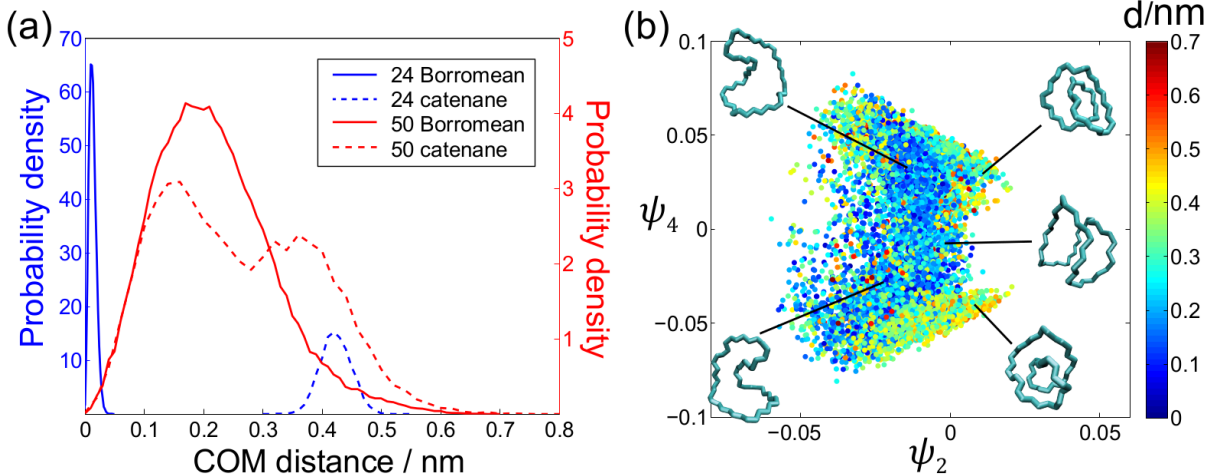 (a)
Probability density
70
60
50
40
30
20
10
24 Borromean
24 catenane
50 Borromean
50 catenane
5
4
3
2
1
Probability density
0 0.1 0.2 0.3 0.4 0.5 0.6 0.7 0.8
COM distance / nm
(b)
ψ4
0.1
0.05
0
−0.05
−0.1
−0.05 0 0.05
ψ2
d/nm
0.7
0.6
0.5
0.4
0.3
0.2
0.1
0